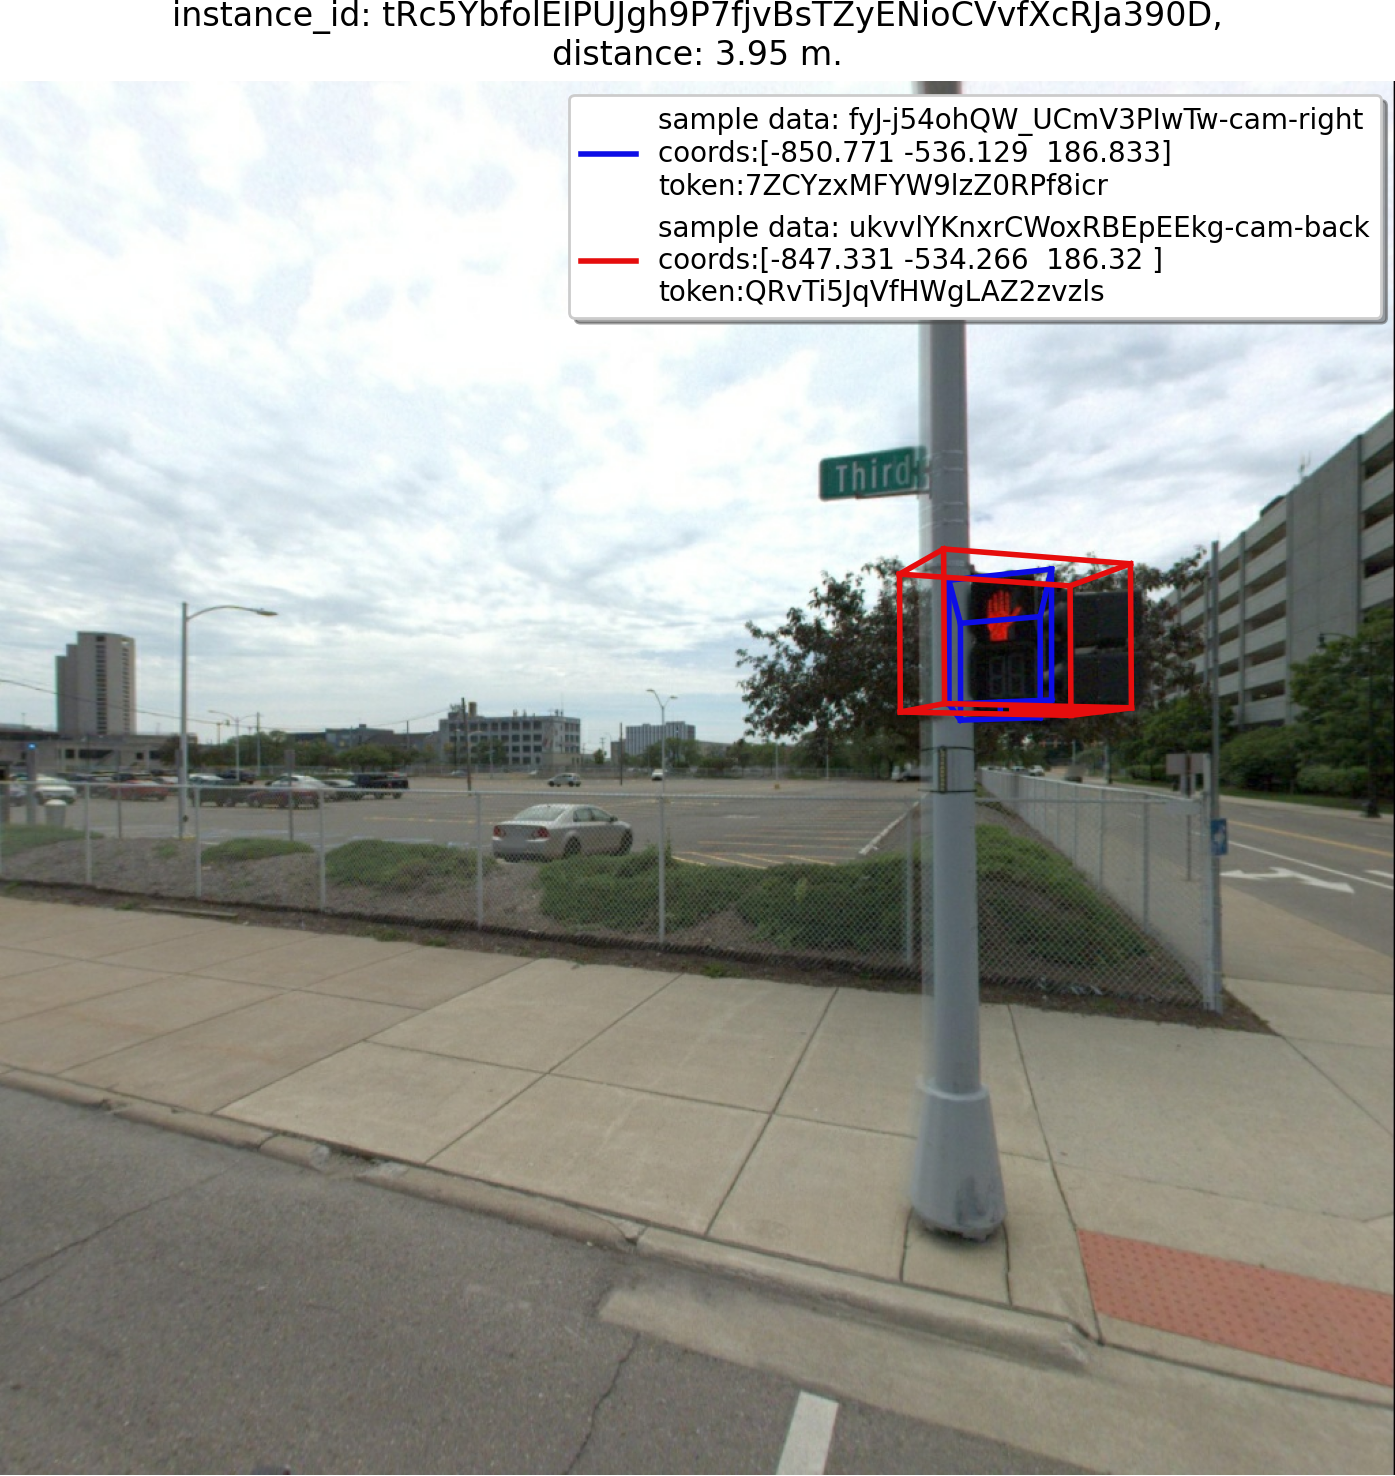 instance_id: tRc5YbfolEIPUJgh9P7fjvBsTZyENioCVvfXcRJa390D,
distance: 3.95 m.
sample data: fyJ-j54ohQW_UCmV3PIwTw-cam-right
coords:[-850.771 -536.129  186.833]
token:7ZCYzxMFYW9lzZ0RPf8icr
sample data: ukvvlYKnxrCWoxRBEpEEkg-cam-back
coords:[-847.331 -534.266  186.32 ]
token:QRvTi5JqVfHWgLAZ2zvzls
Third